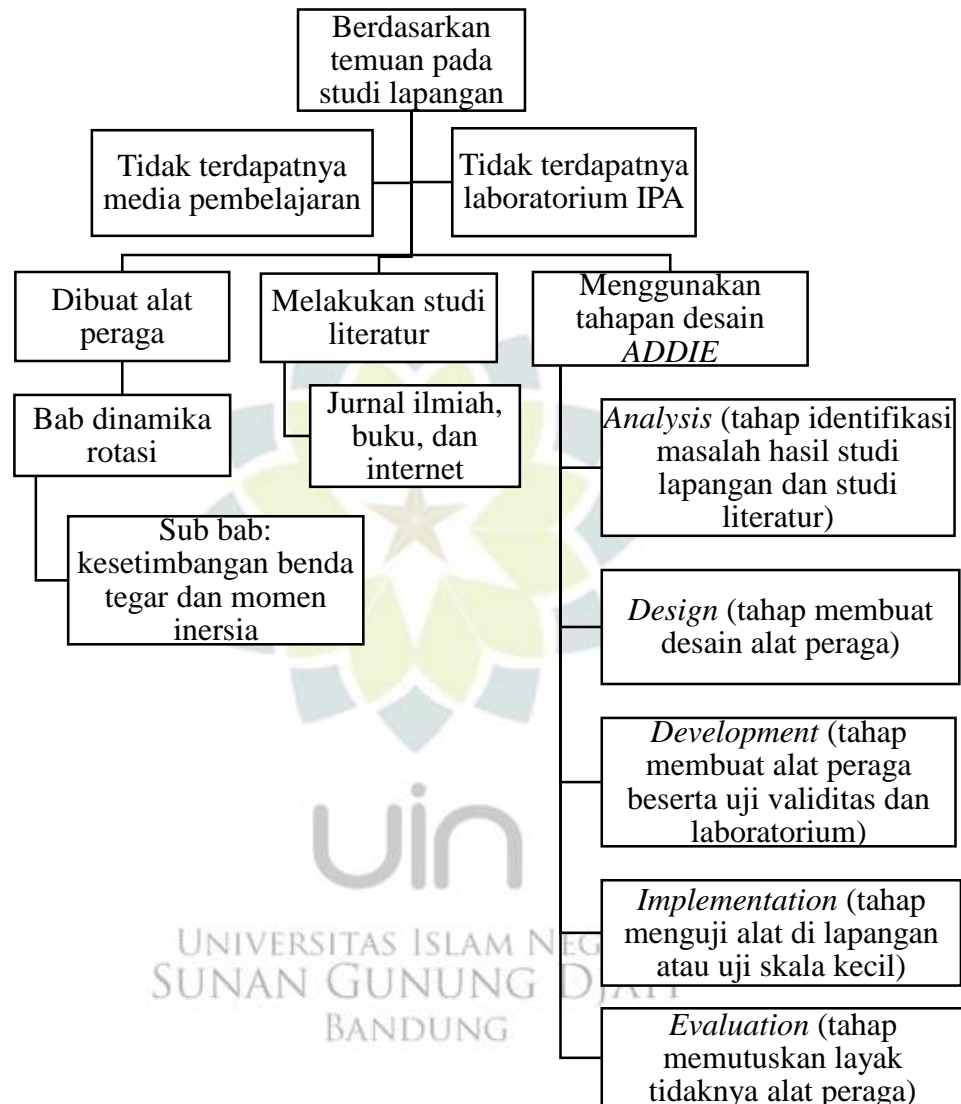 Berdasarkan
temuan pada
studi lapangan
Tidak terdapatnya
media pembelajaran
Tidak terdapatnya
laboratorium IPA
Dibuat alat
peraga
Melakukan studi
literatur
Menggunakan
tahapan desain
ADDIE
Bab dinamika
rotasi
Jurnal ilmiah,
buku, dan
internet
Sub bab:
kesetimbangan benda
tegar dan momen
inersia
Analysis (tahap identifikasi
masalah hasil studi
lapangan dan studi
literatur)
Design (tahap membuat
desain alat peraga)
Development (tahap
membuat alat peraga
beserta uji validitas dan
laboratorium)
Implementation (tahap
menguji alat di lapangan
atau uji skala kecil)
Evaluation (tahap
memutuskan layak
tidaknya alat peraga)
uin
UNIVERSITAS ISLAM
SUNAN GUNUNG
BANDUNG